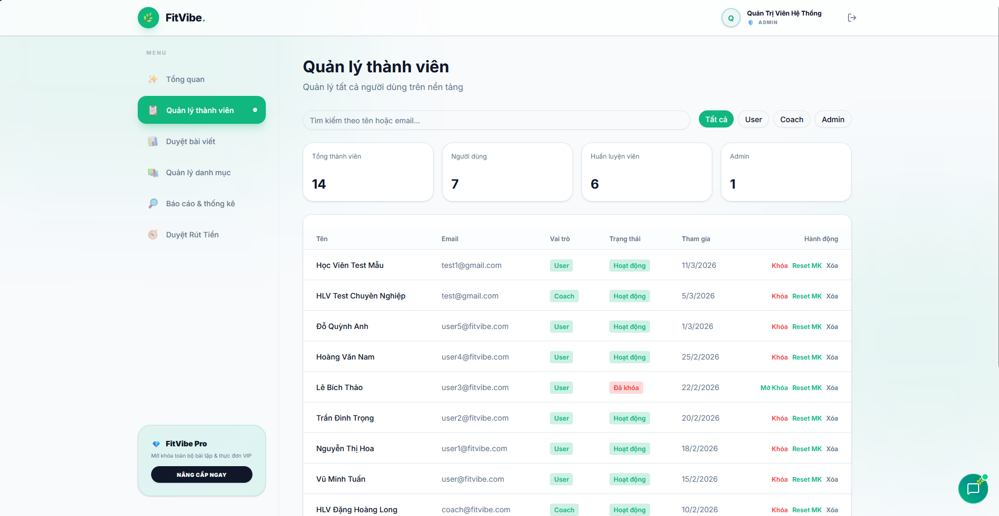 FitVibe.
Q
Quản Trị Viên Hệ Thống
ADMIN
MENU
Tổng quan
Quản lý thành viên
Duyệt bài viết
Quản lý danh mục
Báo cáo & thống kê
Duyệt Rút Tiền
FitVibe Pro
Mở khóa toàn bộ bài tập & thực đơn VIP
NÂNG CẤP NGAY
Quản lý thành viên
Quản lý tất cả người dùng trên nền tảng
Tìm kiếm theo tên hoặc email... Tất cả User Coach Admin
Tổng thành viên Người dùng Huấn luyện viên Admin
14 7 6 1
Tên Email Vai trò Trạng thái Tham gia Hành động
Học Viên Test Mẫu test1@gmail.com User Hoạt động 11/3/2026 Khóa Reset MK Xóa
HLV Test Chuyên Nghiệp test@gmail.com Coach Hoạt động 5/3/2026 Khóa Reset MK Xóa
Đỗ Quỳnh Anh user5@fitvibe.com User Hoạt động 1/3/2026 Khóa Reset MK Xóa
Hoàng Văn Nam user4@fitvibe.com User Hoạt động 25/2/2026 Khóa Reset MK Xóa
Lê Bích Thảo user3@fitvibe.com User Đã khóa 22/2/2026 Mở Khóa Reset MK Xóa
Trần Đình Trọng user2@fitvibe.com User Hoạt động 20/2/2026 Khóa Reset MK Xóa
Nguyễn Thị Hoa user1@fitvibe.com User Hoạt động 18/2/2026 Khóa Reset MK Xóa
Vũ Minh Tuấn user@fitvibe.com User Hoạt động 15/2/2026 Khóa Reset MK Xóa
HLV Đặng Hoàng Long coach@fitvibe.com Coach Hoạt động 10/2/2026 Khóa Reset MK Xóa